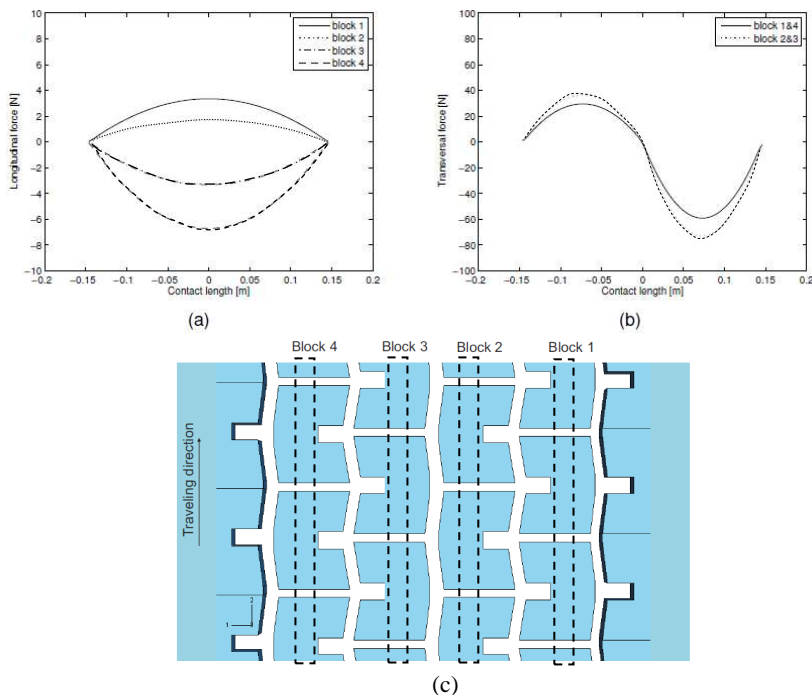 10
8
6
4
2
0
−2
−4
−6
−8
−10
−0.2 −0.15 −0.1 −0.05 0 0.05 0.1 0.15 0.2
Longitudinal force [N]
Contact length [m]
block 1
block 2
block 3
block 4
(a)
100
80
60
40
20
0
−20
−40
−60
−80
−100
−0.2 −0.15 −0.1 −0.05 0 0.05 0.1 0.15 0.2
Transversal force [N]
Contact length [m]
block 1&4
block 2&3
(b)
Block 4 Block 3 Block 2 Block 1
Traveling direction
2
1
(c)